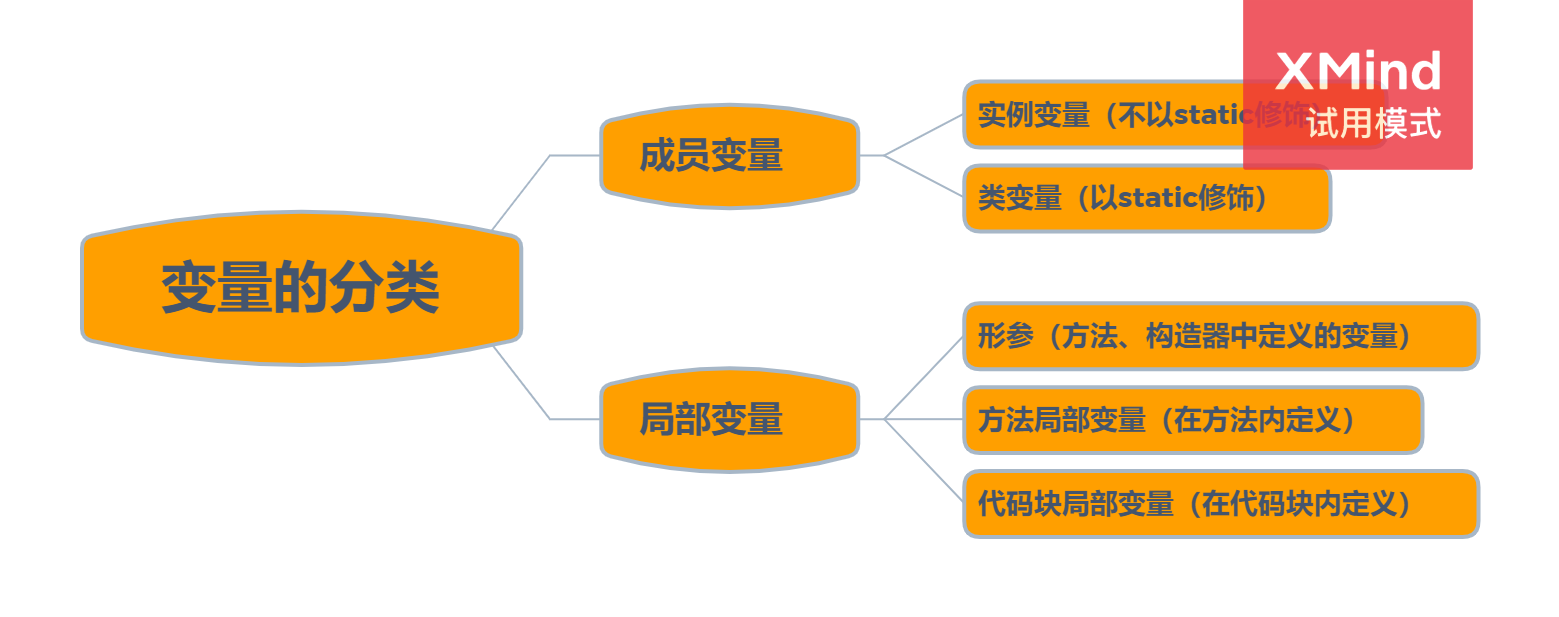 XMind
试用模式
实例变量（不以static修饰）
成员变量
类变量（以static修饰）
变量的分类
形参（方法、构造器中定义的变量）
局部变量
方法局部变量（在方法内定义）
代码块局部变量（在代码块内定义）